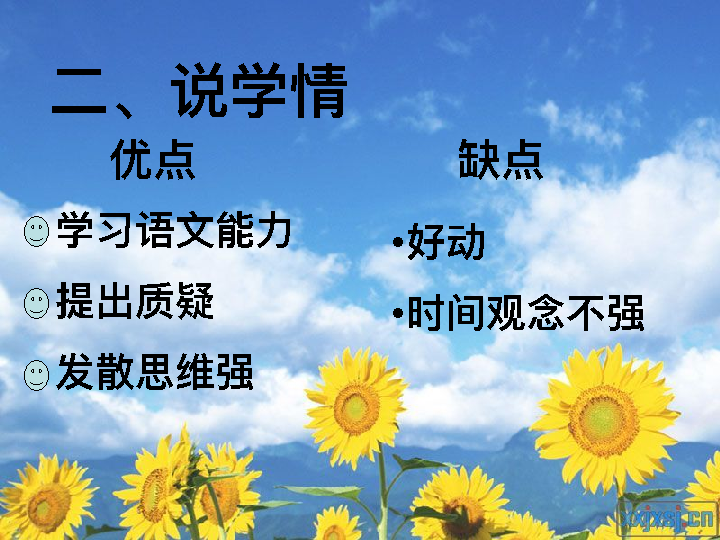 二、说学情
优点
缺点
学习语文能力
提出质疑
发散思维强
•好动
•时间观念不强
xxjxsj.cn